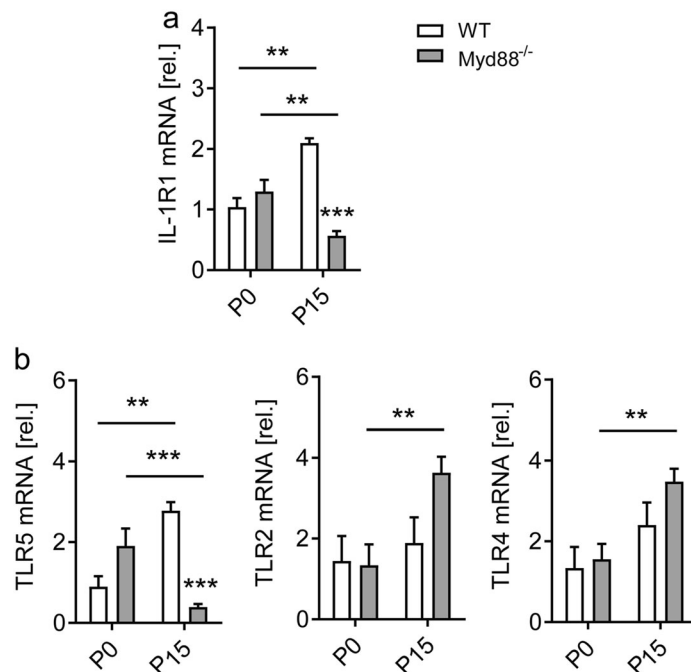 a
WT
Myd88-/-
IL-1R1 mRNA [rel.]
4
3
2
1
0
**
**
***
P0
P15
b
TLR5 mRNA [rel.]
6
4
2
0
**
***
***
P0
P15
TLR2 mRNA [rel.]
6
4
2
0
**
P0
P15
TLR4 mRNA [rel.]
6
4
2
0
**
P0
P15